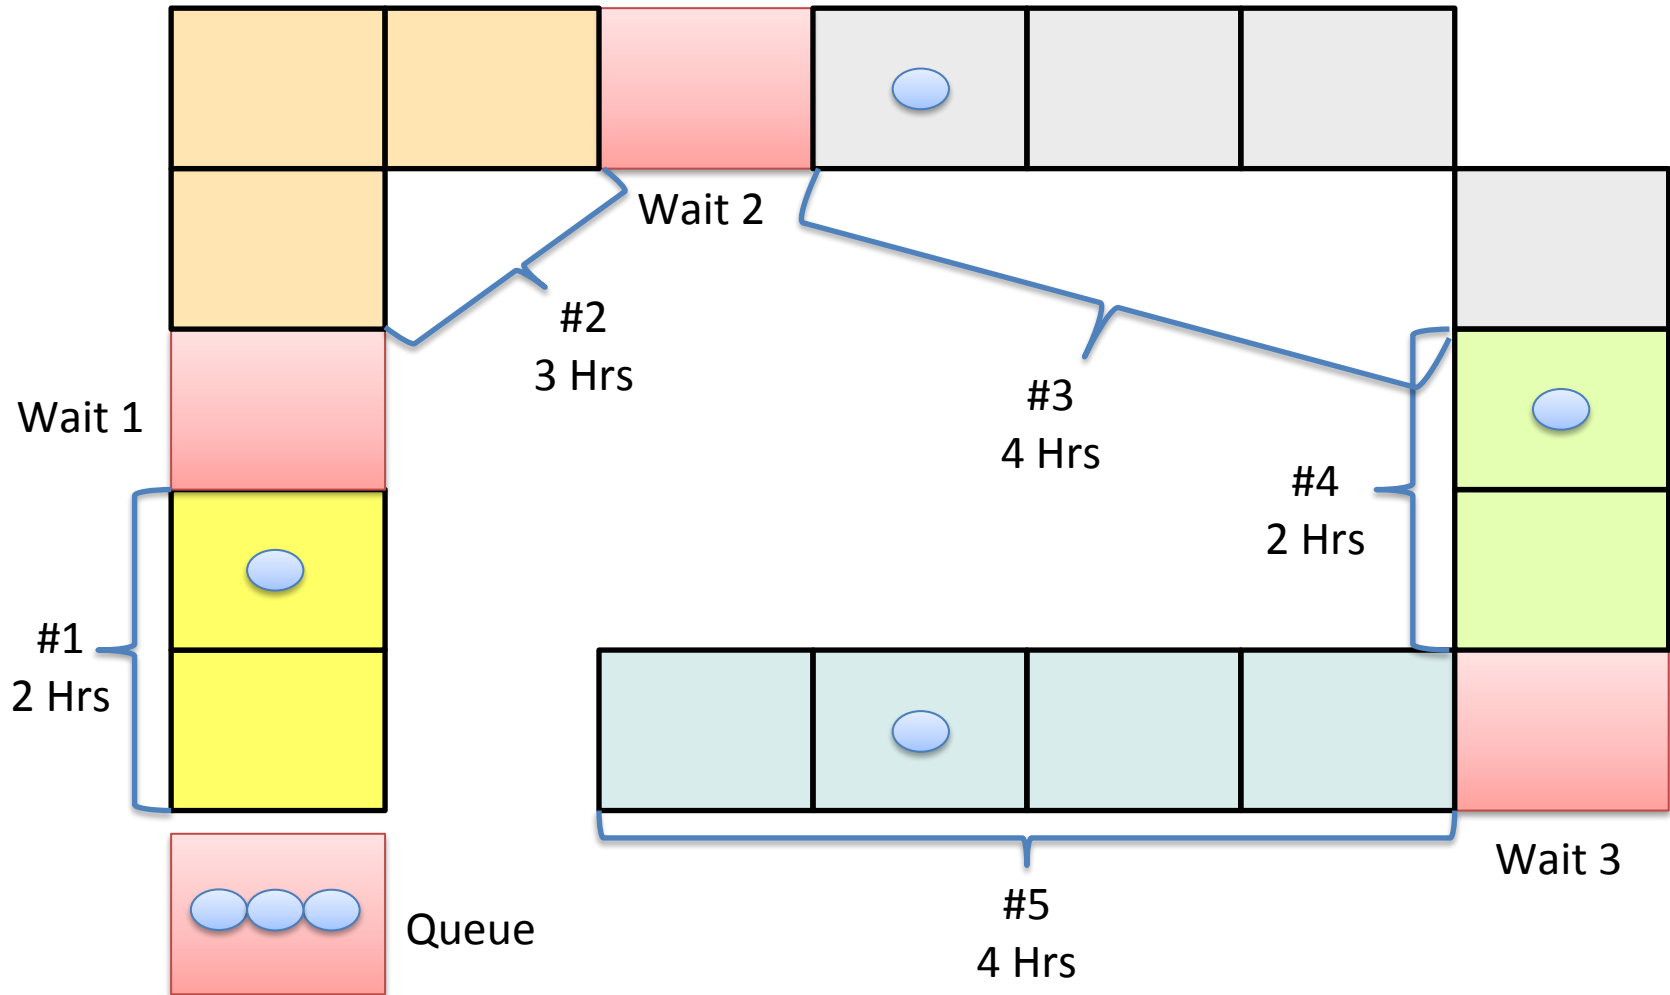 Wait 2
#2
3 Hrs
#3
4 Hrs
Wait 1
#4
2 Hrs
#1
2 Hrs
Wait 3
#5
4 Hrs
Queue